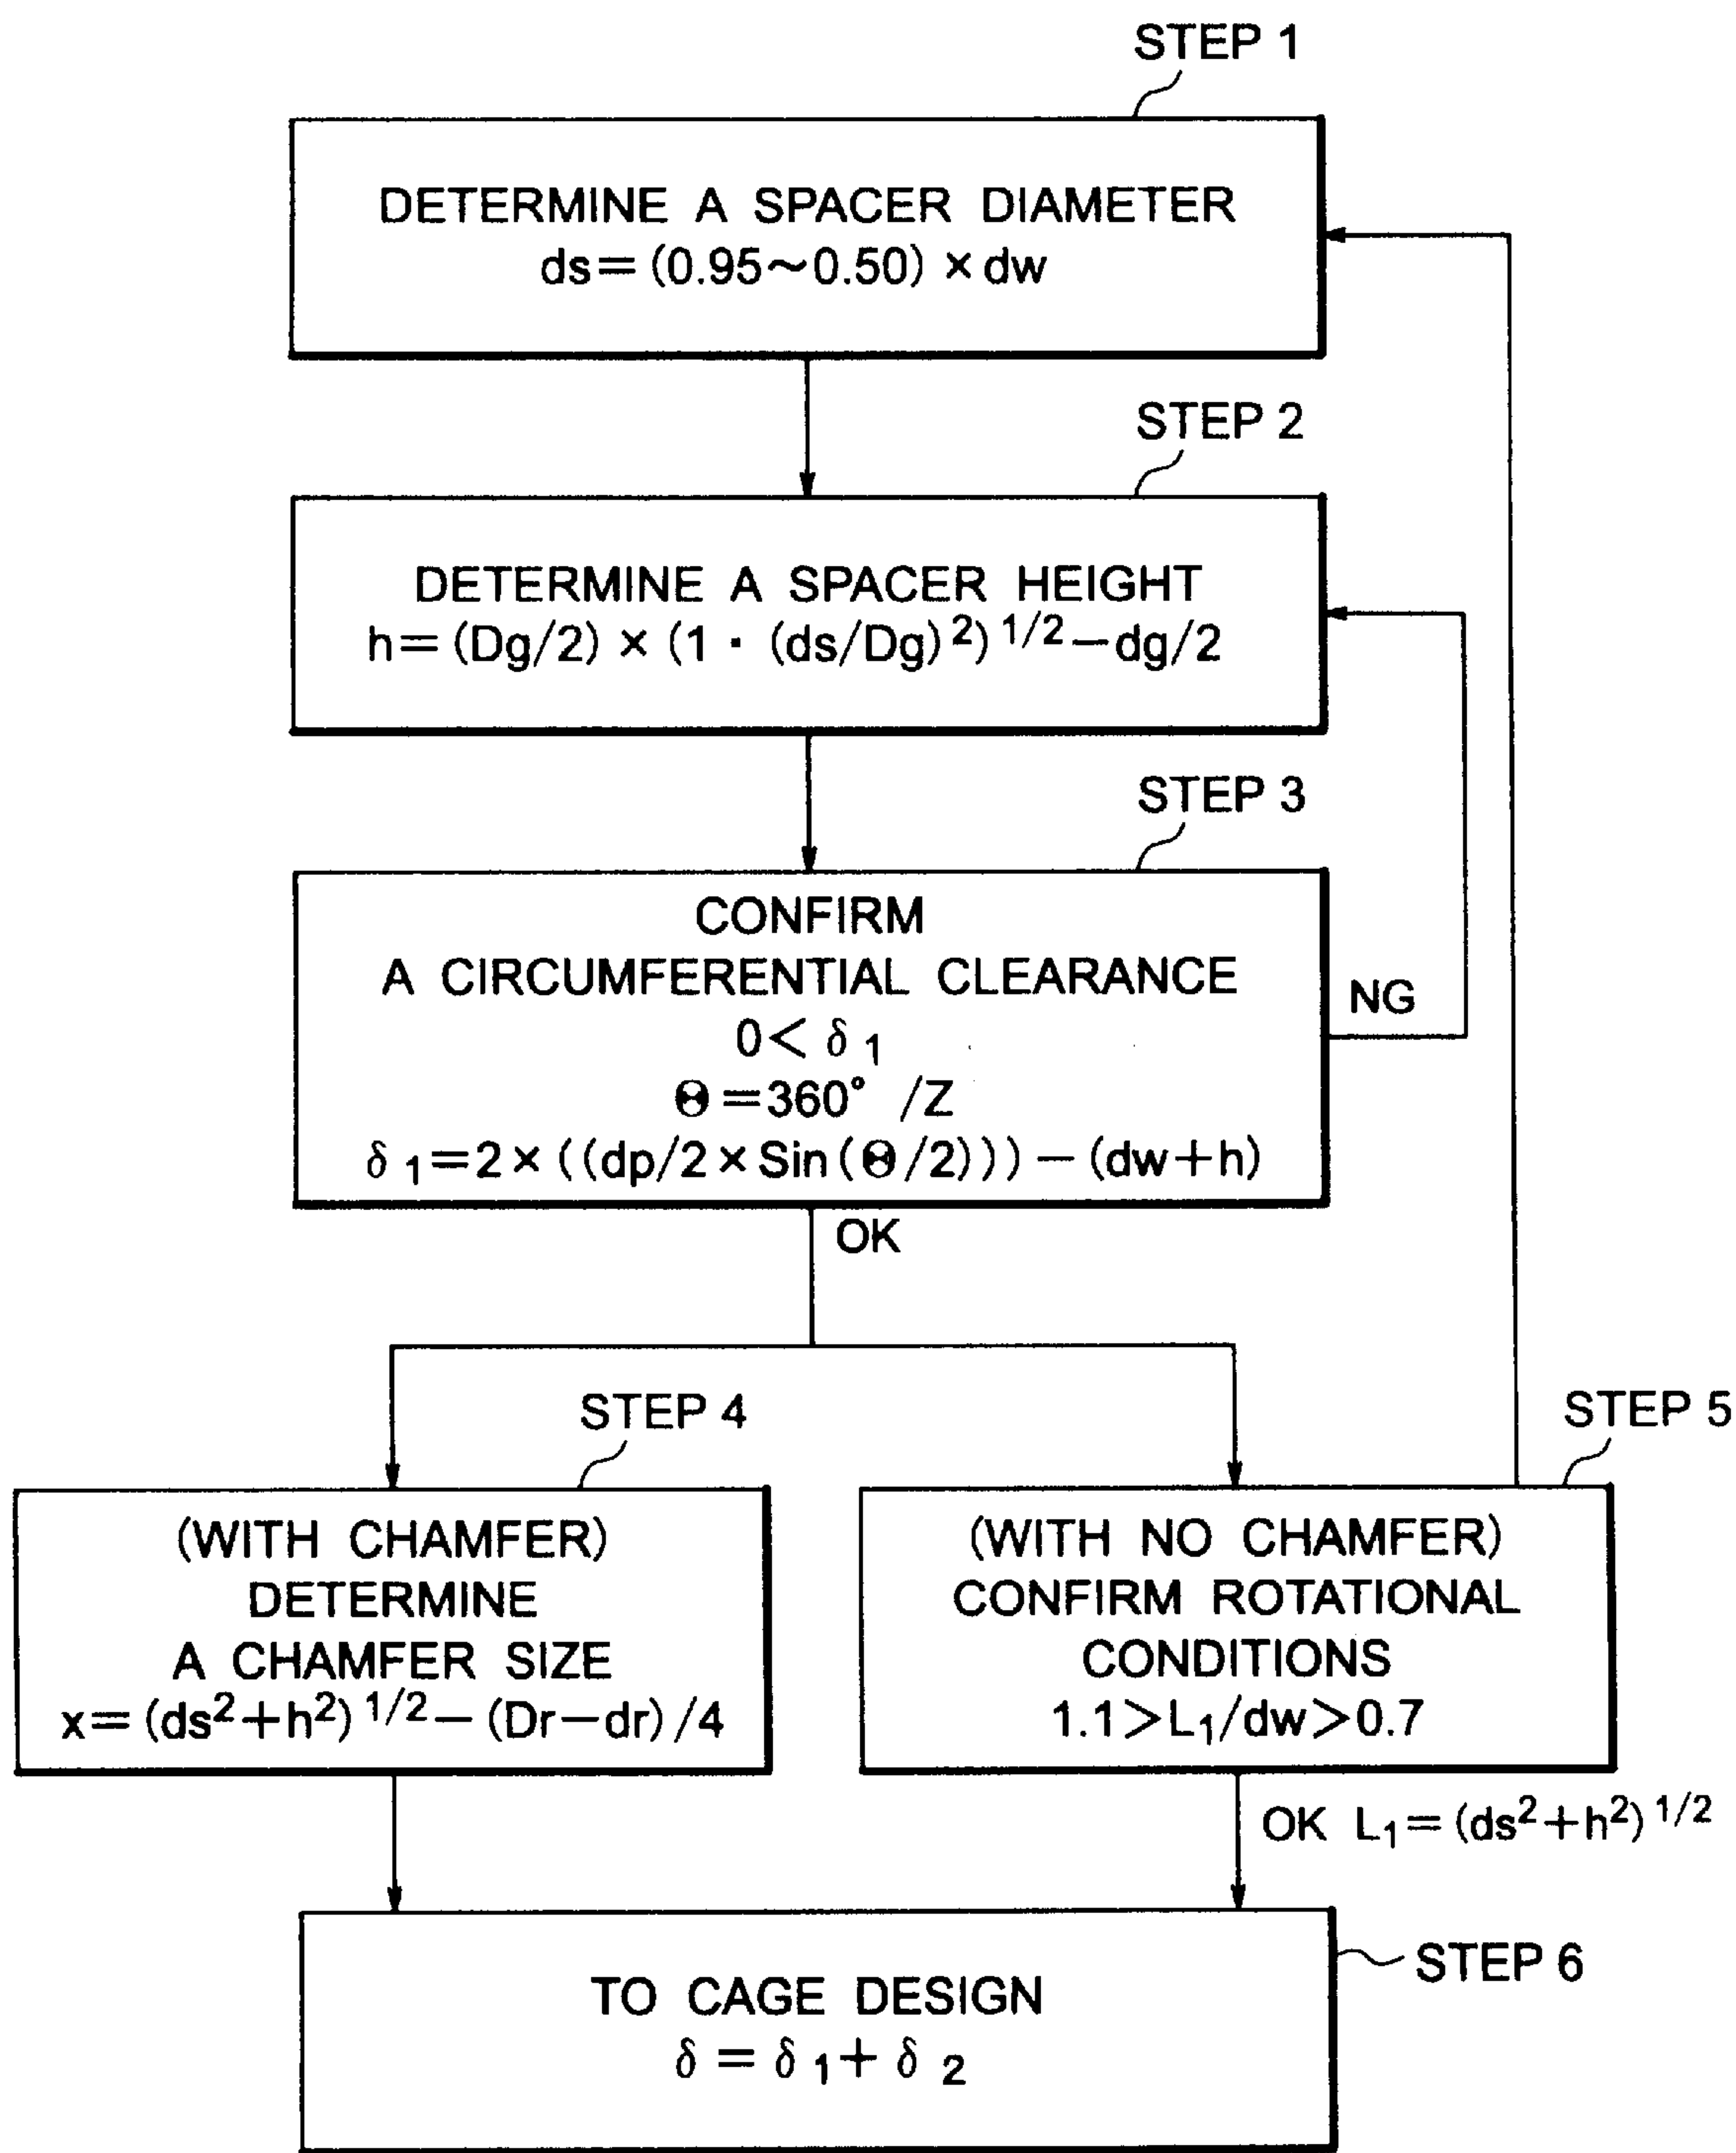 STEP 1
DETERMINE A SPACER DIAMETER
ds=(0.95~0.50)×dw
STEP 2
DETERMINE A SPACER HEIGHT
h=(Dg/2)×(1・(ds/Dg)²)¹/²−dg/2
STEP 3
CONFIRM
A CIRCUMFERENTIAL CLEARANCE
0<δ₁
Θ=360°/Z
δ₁=2×((dp/2×Sin(Θ/2)))−(dw+h)
NG
OK
STEP 4
(WITH CHAMFER)
DETERMINE
A CHAMFER SIZE
x=(ds²+h²)¹/²−(Dr−dr)/4
STEP 5
(WITH NO CHAMFER)
CONFIRM ROTATIONAL
CONDITIONS
1.1>L₁/dw>0.7
OK L₁=(ds²+h²)¹/²
STEP 6
TO CAGE DESIGN
δ=δ₁+δ₂